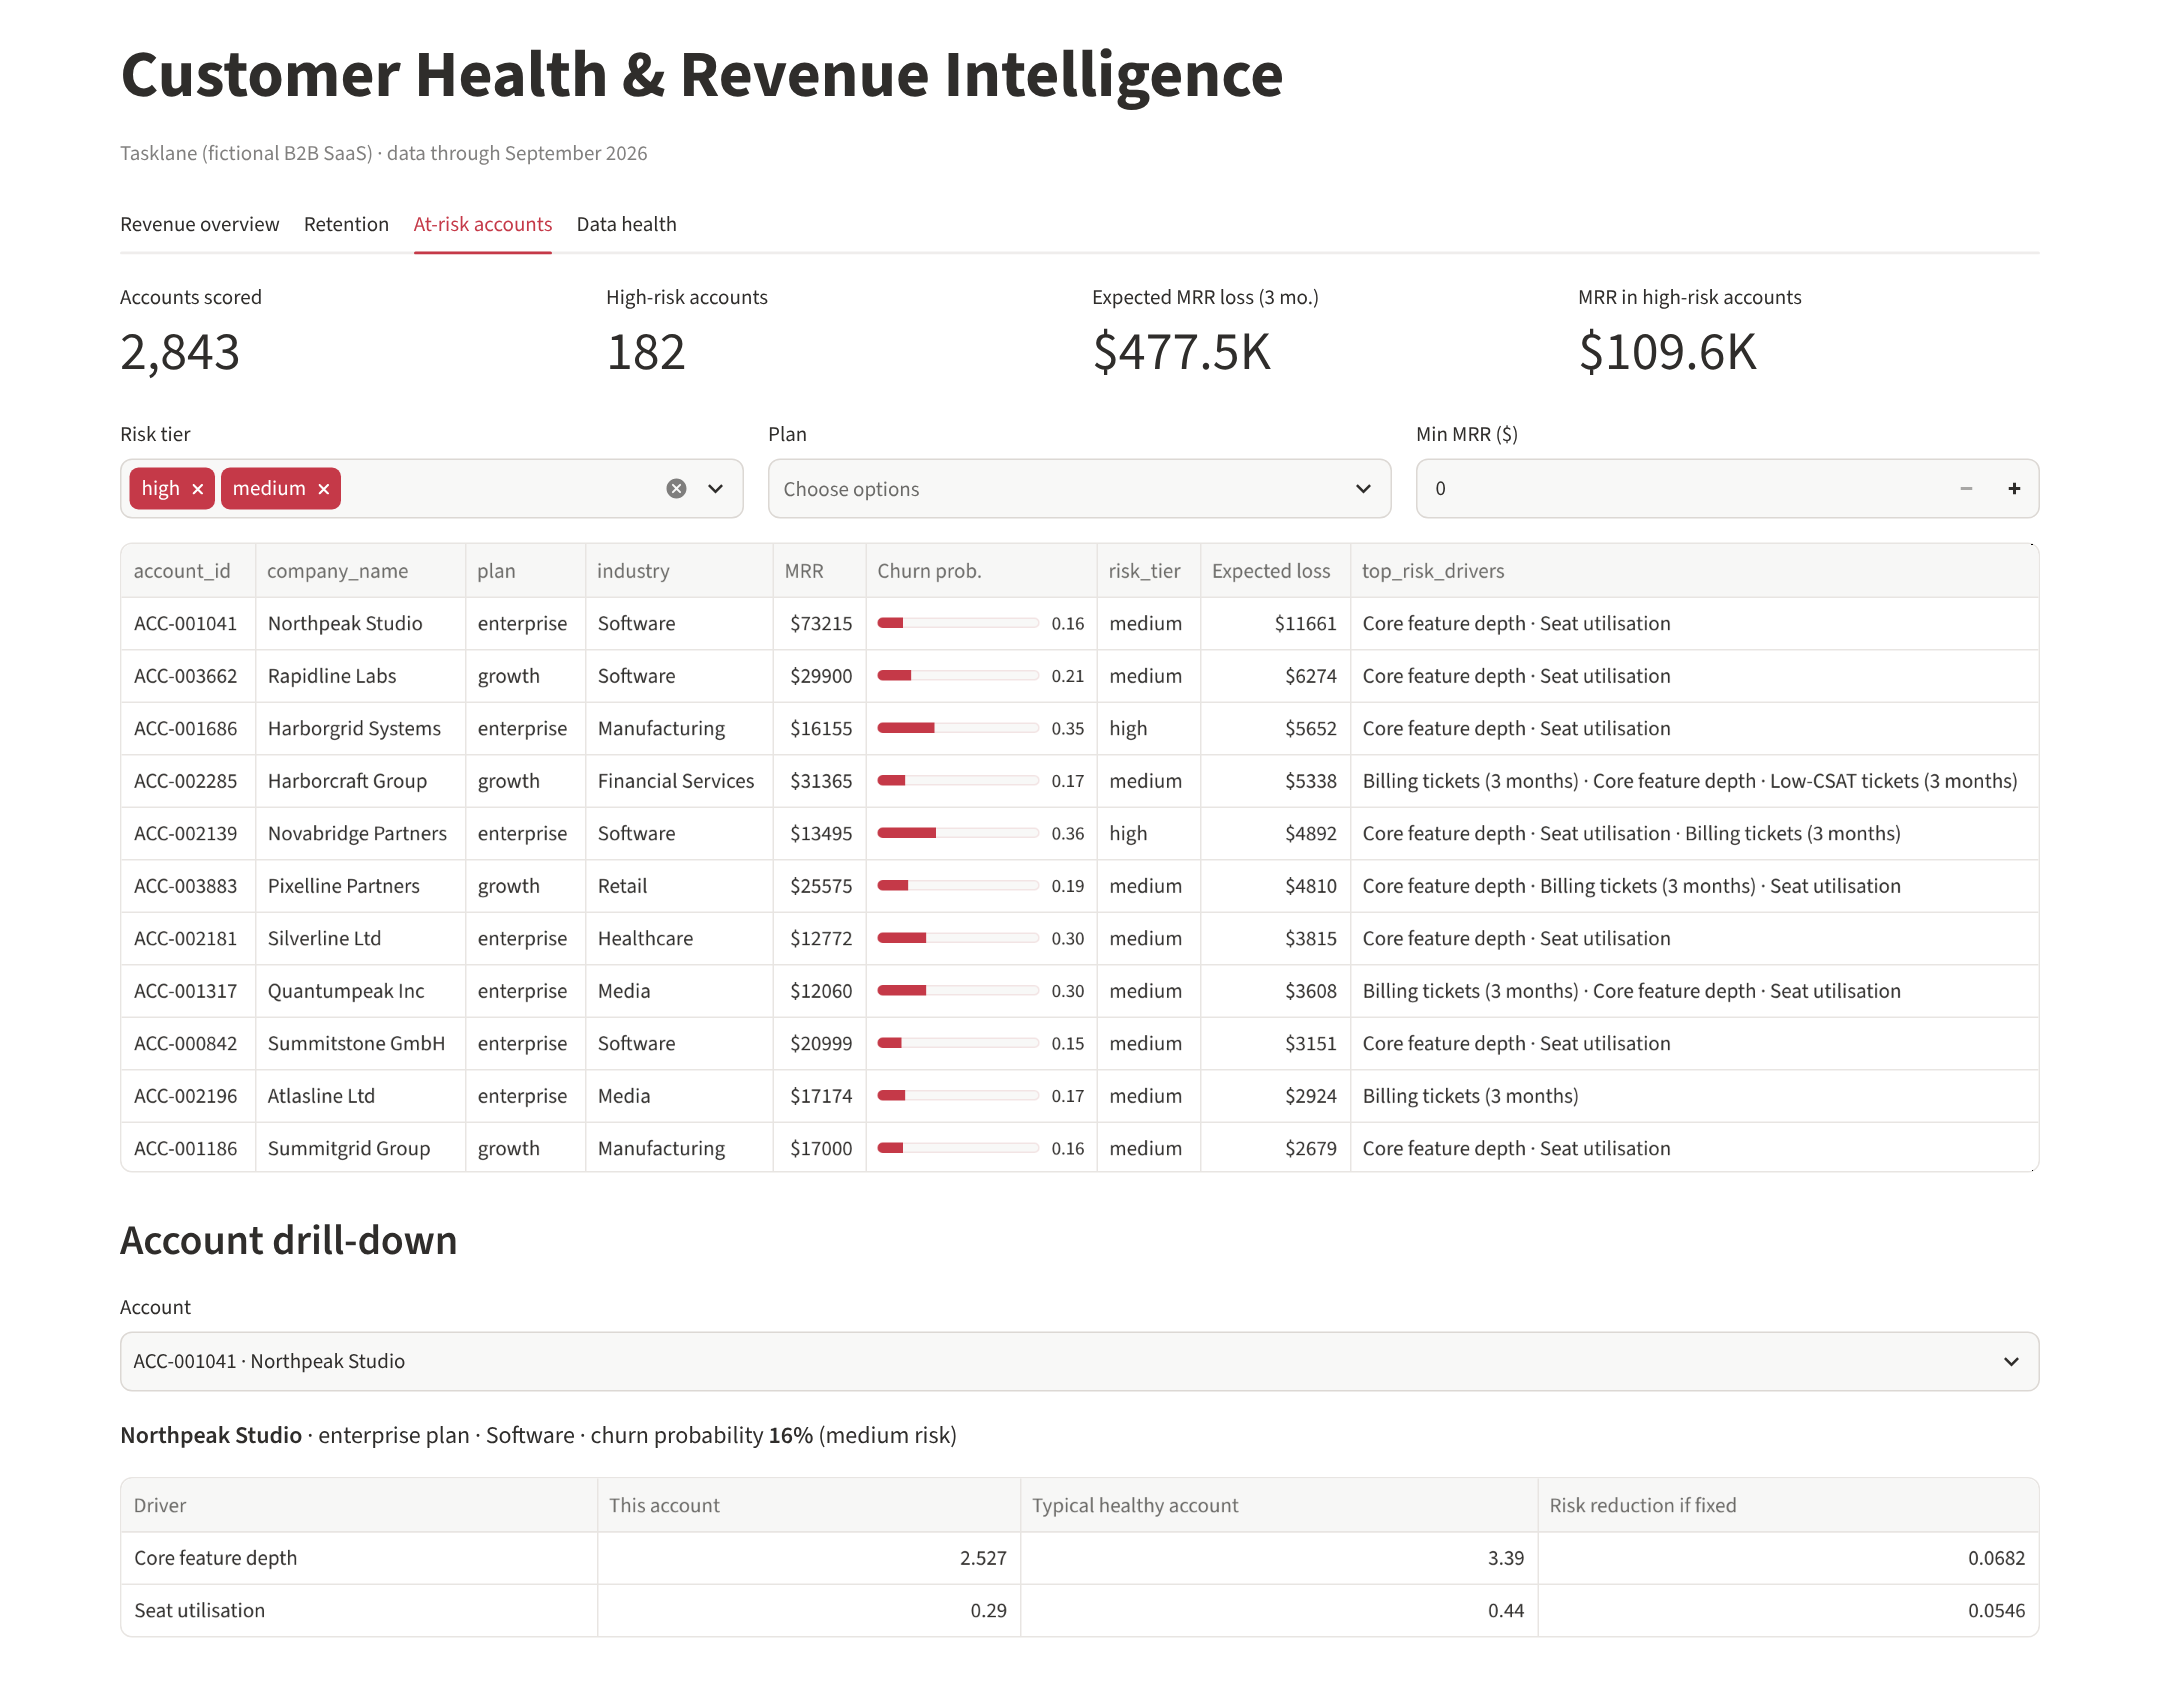 Customer Health & Revenue Intelligence
Tasklane (fictional B2B SaaS) · data through September 2026
Revenue overview Retention At-risk accounts Data health
Accounts scored High-risk accounts Expected MRR loss (3 mo.) MRR in high-risk accounts
2,843 182 $477.5K $109.6K
Risk tier Plan Min MRR ($)
high medium Choose options 0
account_id company_name plan industry MRR Churn prob. risk_tier Expected loss top_risk_drivers
ACC-001041 Northpeak Studio enterprise Software $73215 0.16 medium $11661 Core feature depth · Seat utilisation
ACC-003662 Rapidline Labs growth Software $29900 0.21 medium $6274 Core feature depth · Seat utilisation
ACC-001686 Harborgrid Systems enterprise Manufacturing $16155 0.35 high $5652 Core feature depth · Seat utilisation
ACC-002285 Harborcraft Group growth Financial Services $31365 0.17 medium $5338 Billing tickets (3 months) · Core feature depth · Low-CSAT tickets (3 months)
ACC-002139 Novabridge Partners enterprise Software $13495 0.36 high $4892 Core feature depth · Seat utilisation · Billing tickets (3 months)
ACC-003883 Pixelline Partners growth Retail $25575 0.19 medium $4810 Core feature depth · Billing tickets (3 months) · Seat utilisation
ACC-002181 Silverline Ltd enterprise Healthcare $12772 0.30 medium $3815 Core feature depth · Seat utilisation
ACC-001317 Quantumpeak Inc enterprise Media $12060 0.30 medium $3608 Billing tickets (3 months) · Core feature depth · Seat utilisation
ACC-000842 Summitstone GmbH enterprise Software $20999 0.15 medium $3151 Core feature depth · Seat utilisation
ACC-002196 Atlasline Ltd enterprise Media $17174 0.17 medium $2924 Billing tickets (3 months)
ACC-001186 Summitgrid Group growth Manufacturing $17000 0.16 medium $2679 Core feature depth · Seat utilisation
Account drill-down
Account
ACC-001041 · Northpeak Studio
Northpeak Studio · enterprise plan · Software · churn probability 16% (medium risk)
Driver This account Typical healthy account Risk reduction if fixed
Core feature depth 2.527 3.39 0.0682
Seat utilisation 0.29 0.44 0.0546